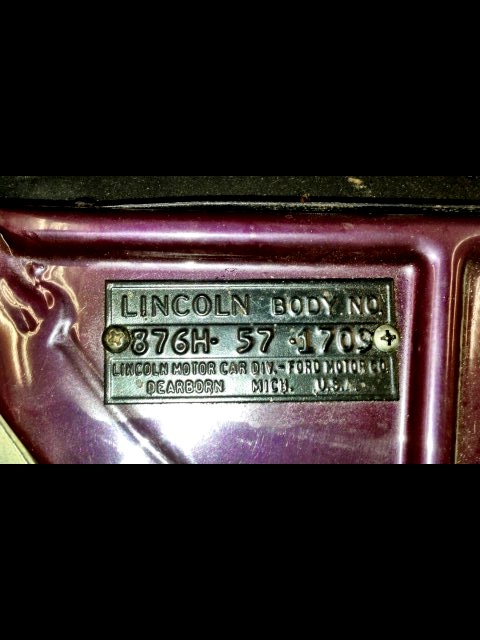 LINCOLN BODY NO.
876H· 57 ·1709
LINCOLN MOTOR CAR DIV.-FORD MOTOR CO.
DEARBORN MICH. U.S.A.